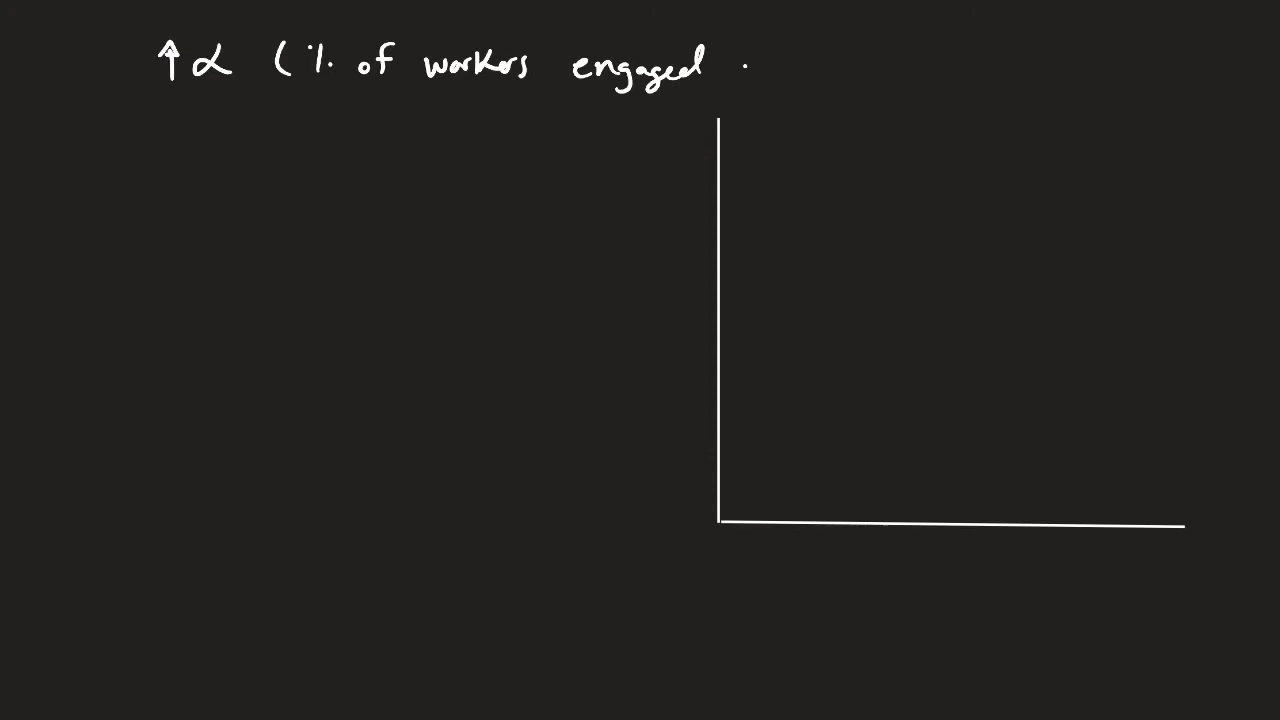 ↑ α (% of workers engaged